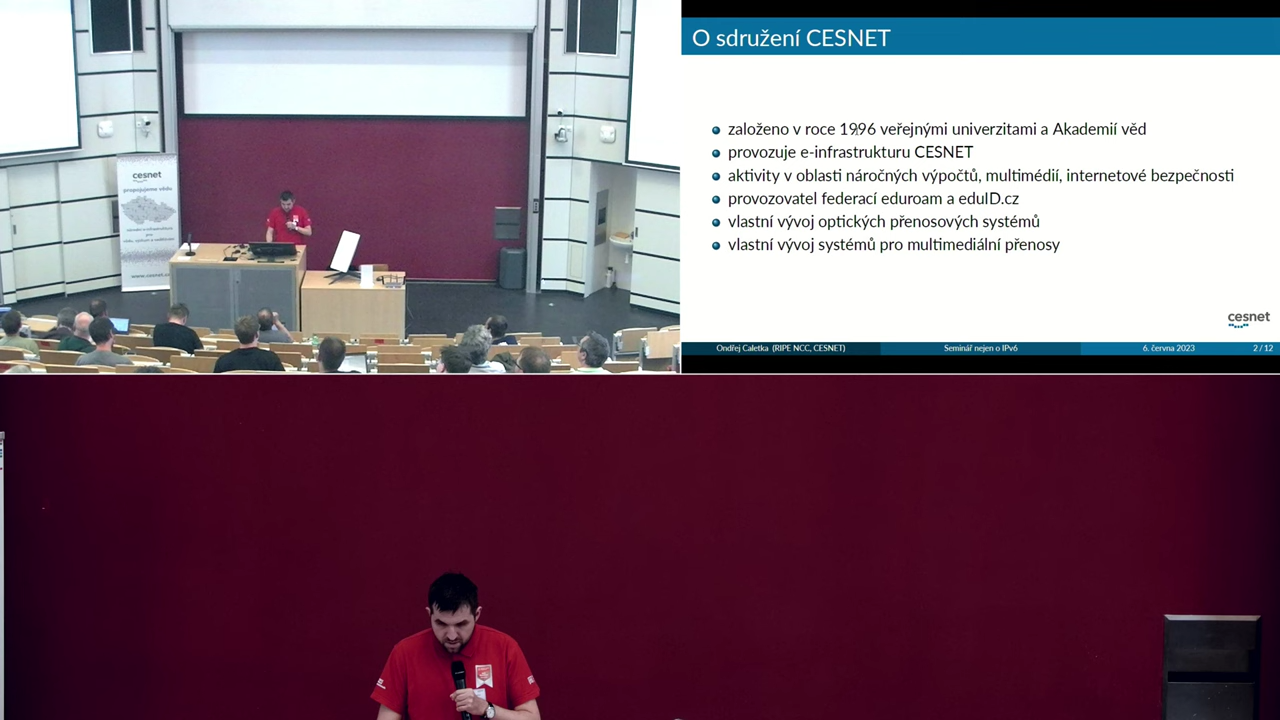 cesnet
propojujeme vědu
www.cesnet.cz
O sdružení CESNET
založeno v roce 1996 veřejnými univerzitami a Akademií věd
provozuje e-infrastrukturu CESNET
aktivity v oblasti náročných výpočtů, multimédií, internetové bezpečnosti
provozovatel federací eduroam a eduID.cz
vlastní vývoj optických přenosových systémů
vlastní vývoj systémů pro multimediální přenosy
cesnet
Ondřej Caletka (RIPE NCC, CESNET) Seminář nejen o IPv6 6. června 2023 2 / 12